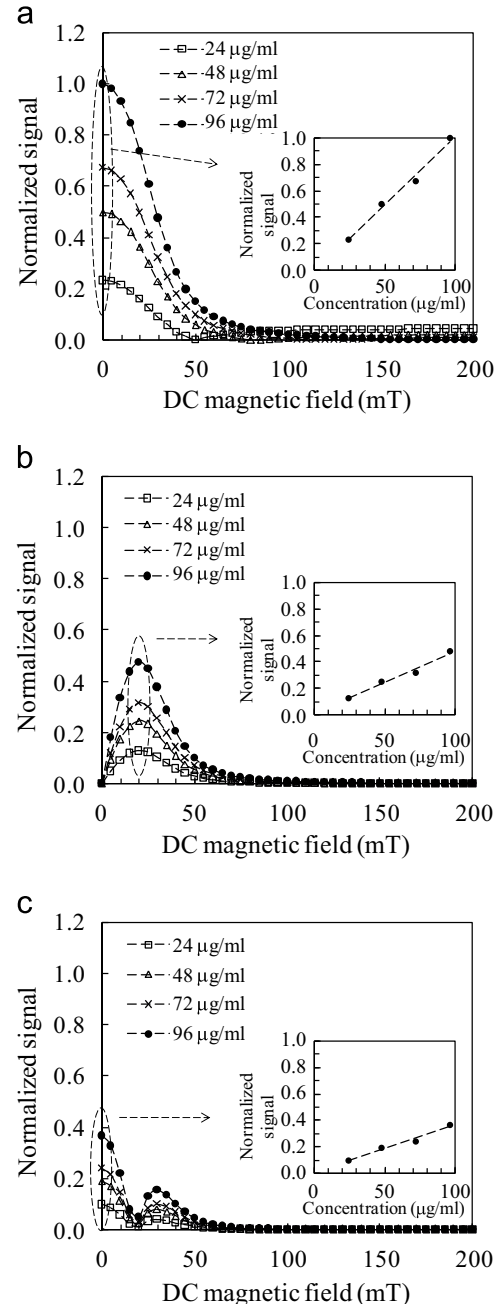 a
1.2
24 μg/ml
48 μg/ml
1.0
72 μg/ml
96 μg/ml
0.8
1.0
0.8
0.6
0.6
0.4
0.4
0.2
0.2
0.0
0 50 100
Normalized signal
Concentration (μg/ml)
0.0
0 50 100 150 200
Normalized signal
DC magnetic field (mT)
b
1.2
24 μg/ml
1.0
48 μg/ml
72 μg/ml
0.8
96 μg/ml
1.0
0.8
0.6
0.6
0.4
0.4
0.2
0.2
0.0
0 50 100
Normalized signal
Concentration (μg/ml)
0.0
0 50 100 150 200
Normalized signal
DC magnetic field (mT)
c
1.2
24 μg/ml
1.0
48 μg/ml
72 μg/ml
0.8
96 μg/ml
1.0
0.6
0.8
0.6
0.4
0.4
0.2
0.2
0.0
0 50 100
Normalized signal
Concentration (μg/ml)
0.0
0 50 100 150 200
Normalized signal
DC magnetic field (mT)